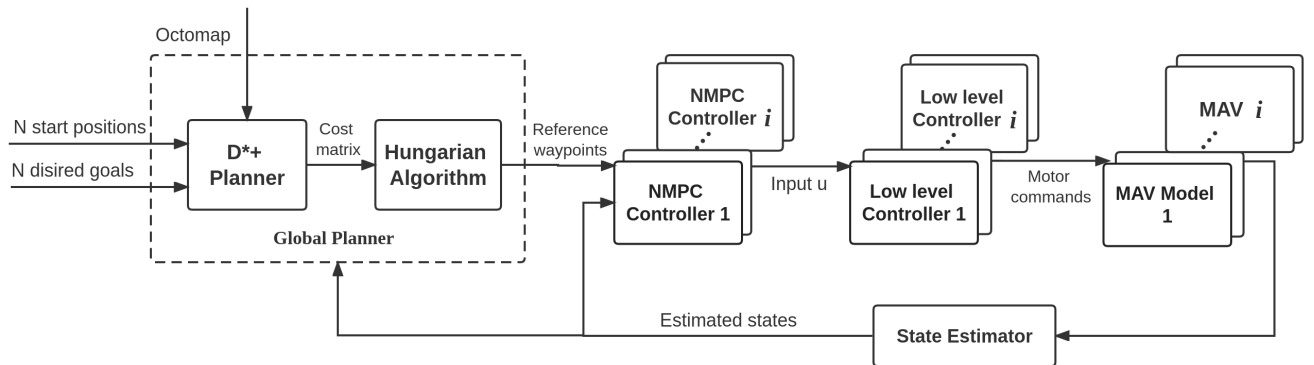 Octomap
N start positions
N disired goals
D*+
Planner
Cost
matrix
Hungarian
Algorithm
Global Planner
Reference
waypoints
NMPC
Controller i
NMPC
Controller 1
Input u
Low level
Controller i
Low level
Controller 1
Motor
commands
MAV i
MAV Model
1
Estimated states
State Estimator